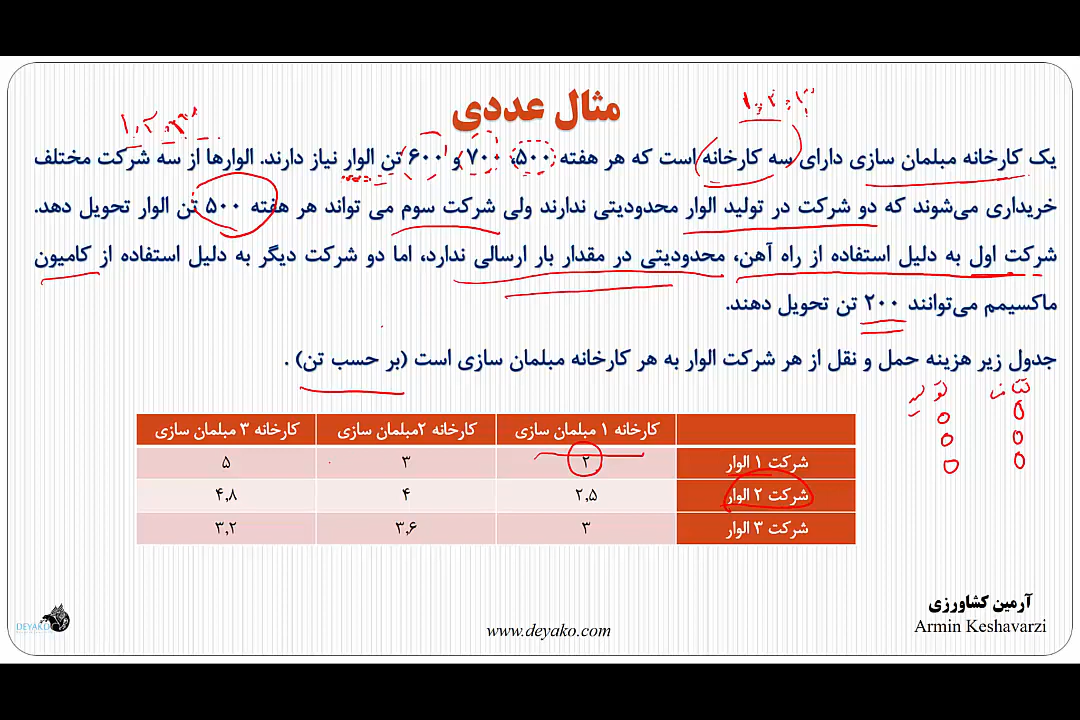 مثال عددی
۱, ۲, ۳
۱, ۲, ۳
یک کارخانه مبلمان سازی دارای سه کارخانه است که هر هفته ۵۰۰، ۷۰۰ و ۶۰۰ تن الوار نیاز دارند. الوارها از سه شرکت مختلف
خریداری می‌شوند که دو شرکت در تولید الوار محدودیتی ندارند ولی شرکت سوم می تواند هر هفته ۵۰۰ تن الوار تحویل دهد.
شرکت اول به دلیل استفاده از راه آهن، محدودیتی در مقدار بار ارسالی ندارد، اما دو شرکت دیگر به دلیل استفاده از کامیون
ماکسیمم می‌توانند ۲۰۰ تن تحویل دهند.
جدول زیر هزینه حمل و نقل از هر شرکت الوار به هر کارخانه مبلمان سازی است (بر حسب تن) .
کارخانه ۱ مبلمان سازی کارخانه ۲مبلمان سازی کارخانه ۳ مبلمان سازی
شرکت ۱ الوار ۲ ۳ ۵
شرکت ۲ الوار ۲,۵ ۴ ۴,۸
شرکت ۳ الوار ۳ ۳,۶ ۳,۲
آرمین کشاورزی
Armin Keshavarzi
www.deyako.com
DEYAKO